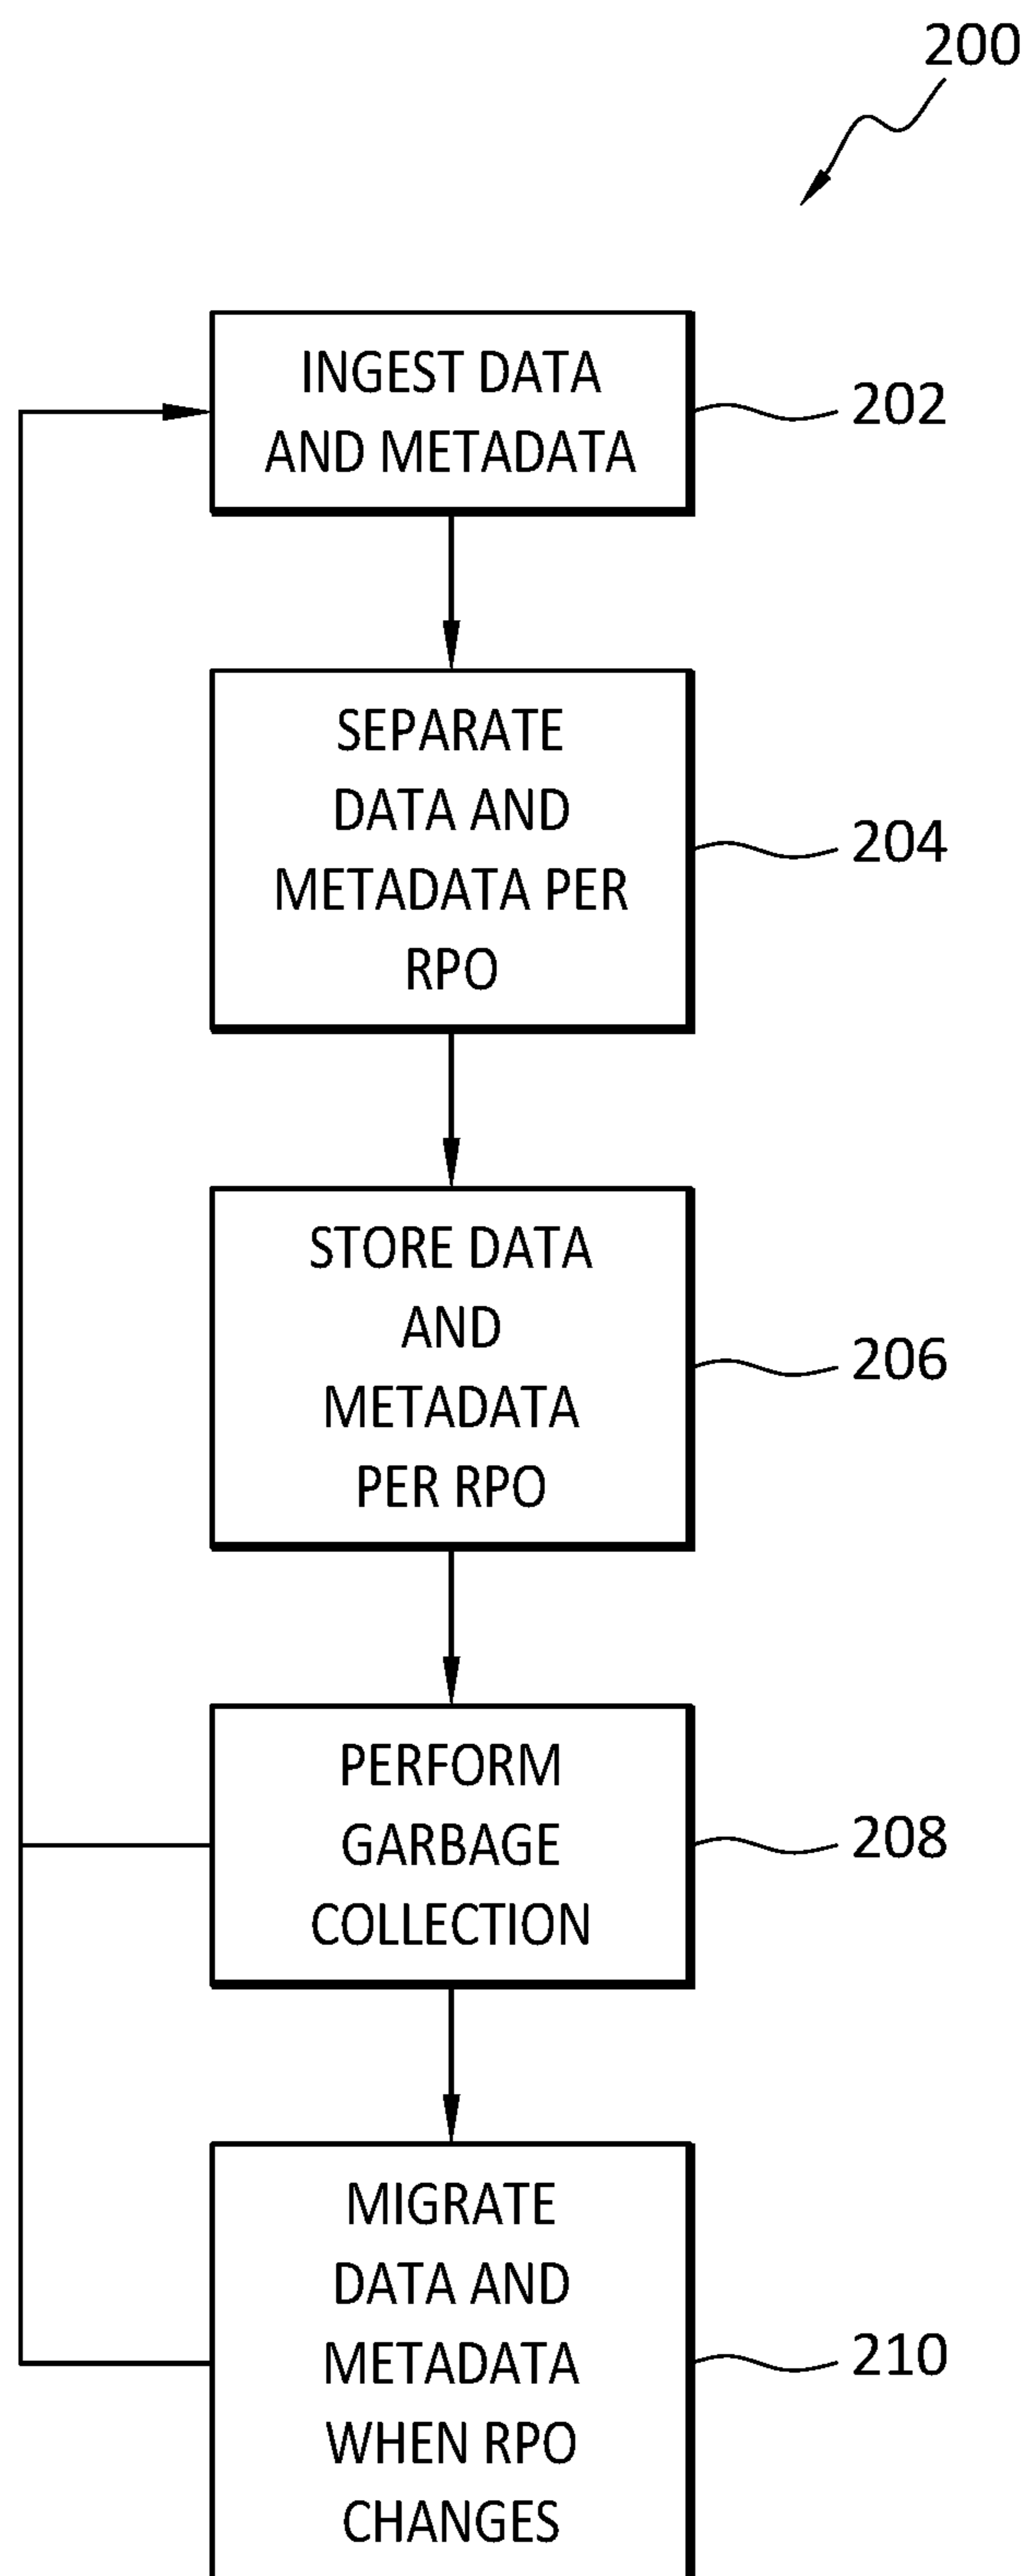 200
INGEST DATA
AND METADATA
202
SEPARATE
DATA AND
METADATA PER
RPO
204
STORE DATA
AND
METADATA
PER RPO
206
PERFORM
GARBAGE
COLLECTION
208
MIGRATE
DATA AND
METADATA
WHEN RPO
CHANGES
210